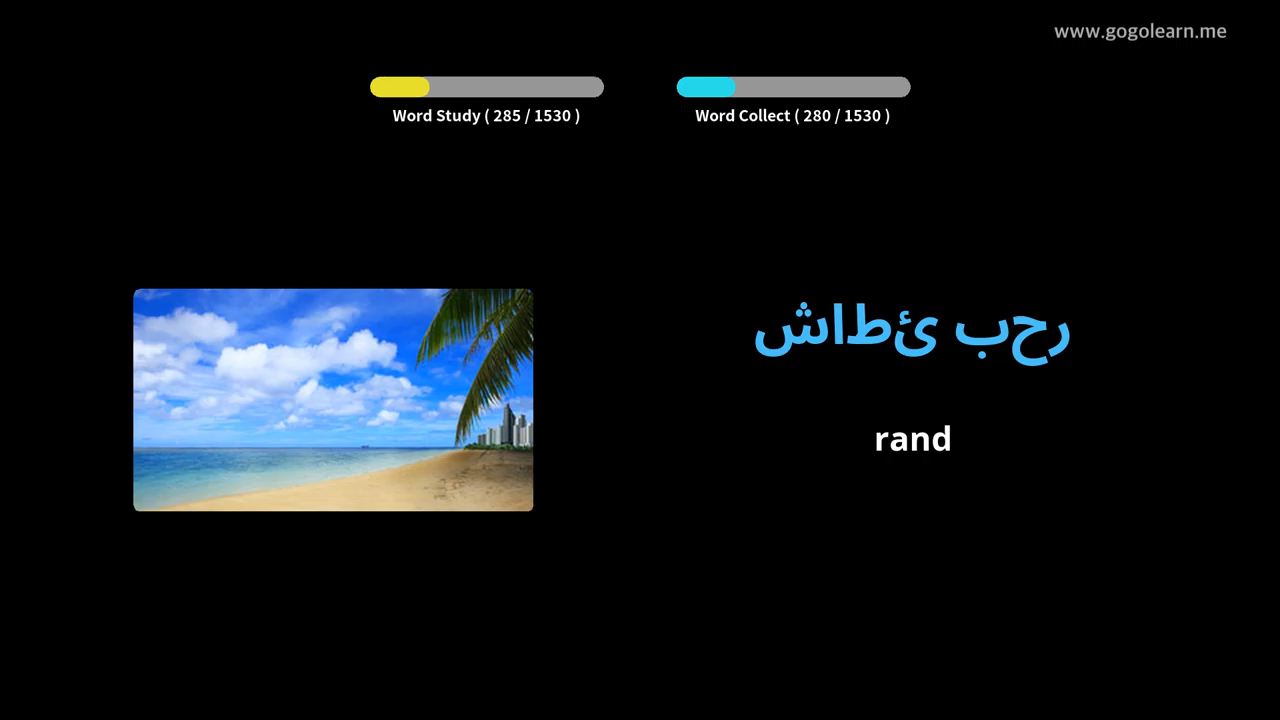 www.gogolearn.me
Word Study ( 285 / 1530 )
Word Collect ( 280 / 1530 )
رحب ئطاش
rand